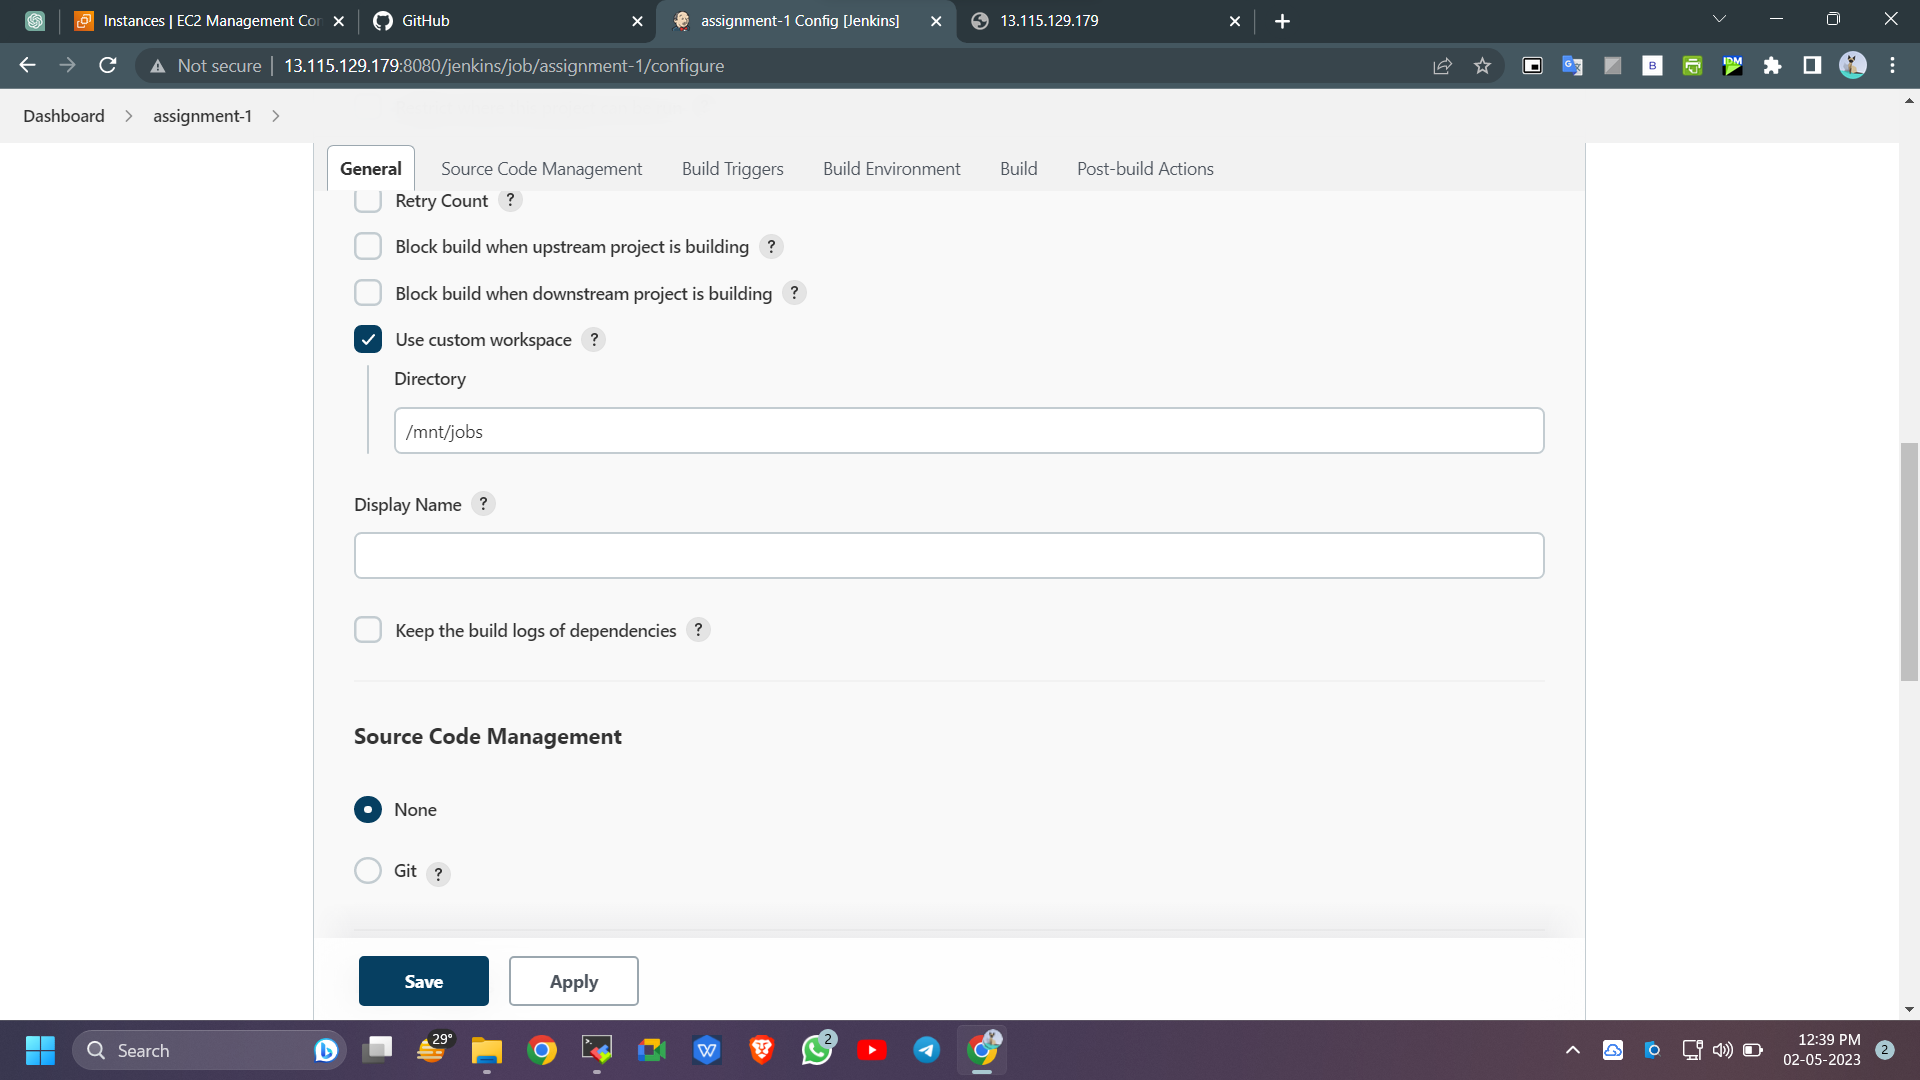 Instances | EC2 Management Con
GitHub
assignment-1 Config [Jenkins]
13.115.129.179
Not secure
13.115.129.179:8080/jenkins/job/assignment-1/configure
Dashboard
assignment-1
General
Source Code Management
Build Triggers
Build Environment
Build
Post-build Actions
Retry Count ?
Block build when upstream project is building ?
Block build when downstream project is building ?
Use custom workspace ?
Directory
/mnt/jobs
Display Name ?
Keep the build logs of dependencies ?
Source Code Management
None
Git ?
Save
Apply
Search
29°
2
12:39 PM
02-05-2023
2